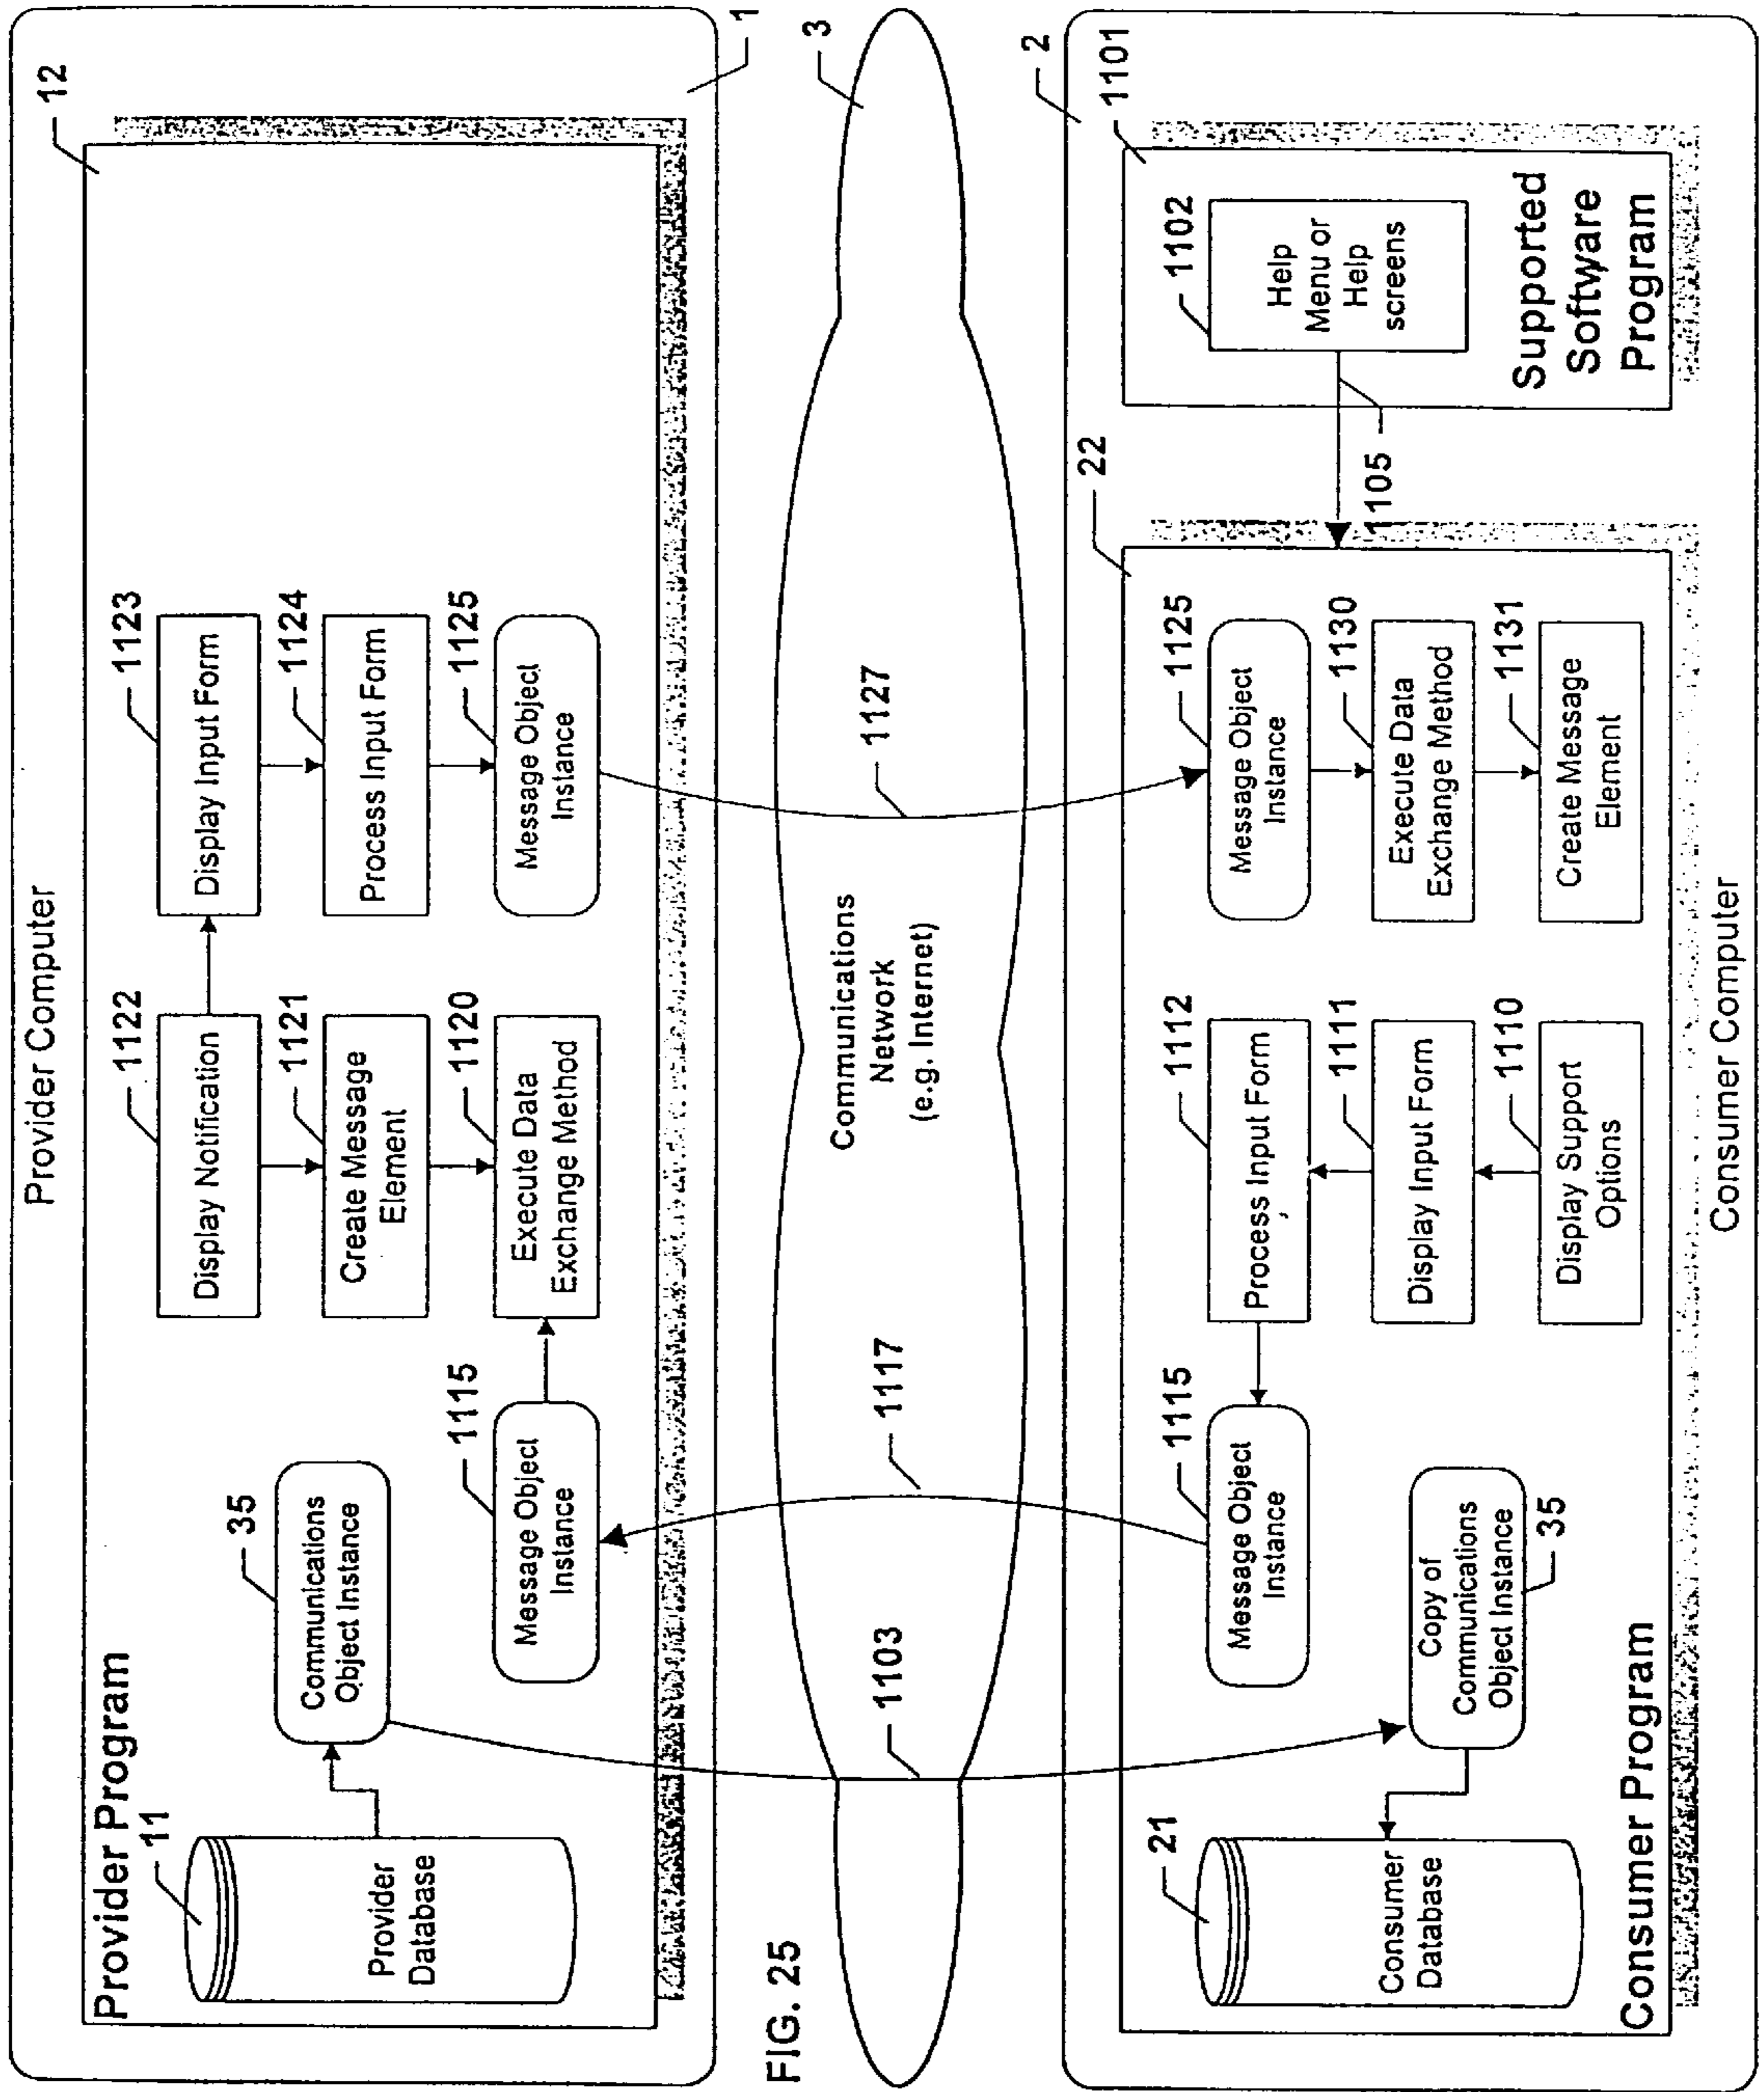 Provider Computer
12
1
Provider Program
11
Provider
Database
35
Communications
Object Instance
1115
Message Object
Instance
1122
Display Notification
1121
Create Message
Element
1120
Execute Data
Exchange Method
1123
Display Input Form
1124
Process Input Form
1125
Message Object
Instance
FIG. 25
1103
1117
Communications
Network
(e.g. Internet)
1127
3
2
22
21
Consumer
Database
Consumer Program
Copy of
Communications
Object Instance
35
1115
Message Object
Instance
1112
Process Input Form
1111
Display Input Form
1110
Display Support
Options
1125
Message Object
Instance
1130
Execute Data
Exchange Method
1131
Create Message
Element
1105
1101
1102
Help
Menu or
Help
screens
Supported
Software
Program
Consumer Computer